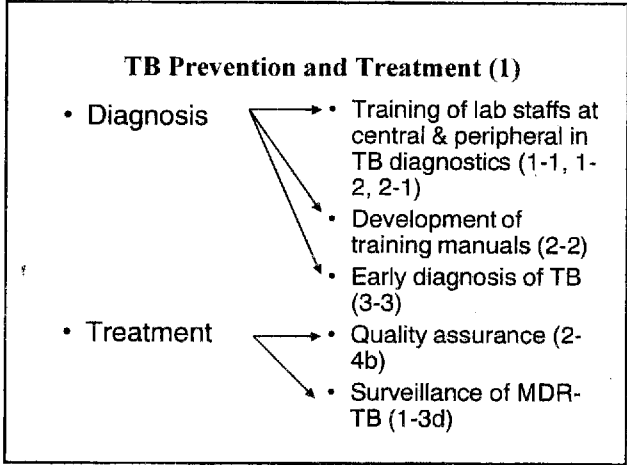 TB Prevention and Treatment (1)
• Diagnosis
• Training of lab staffs at
central & peripheral in
TB diagnostics (1-1, 1-
2, 2-1)
• Development of
training manuals (2-2)
• Early diagnosis of TB
(3-3)
• Treatment
• Quality assurance (2-
4b)
• Surveillance of MDR-
TB (1-3d)